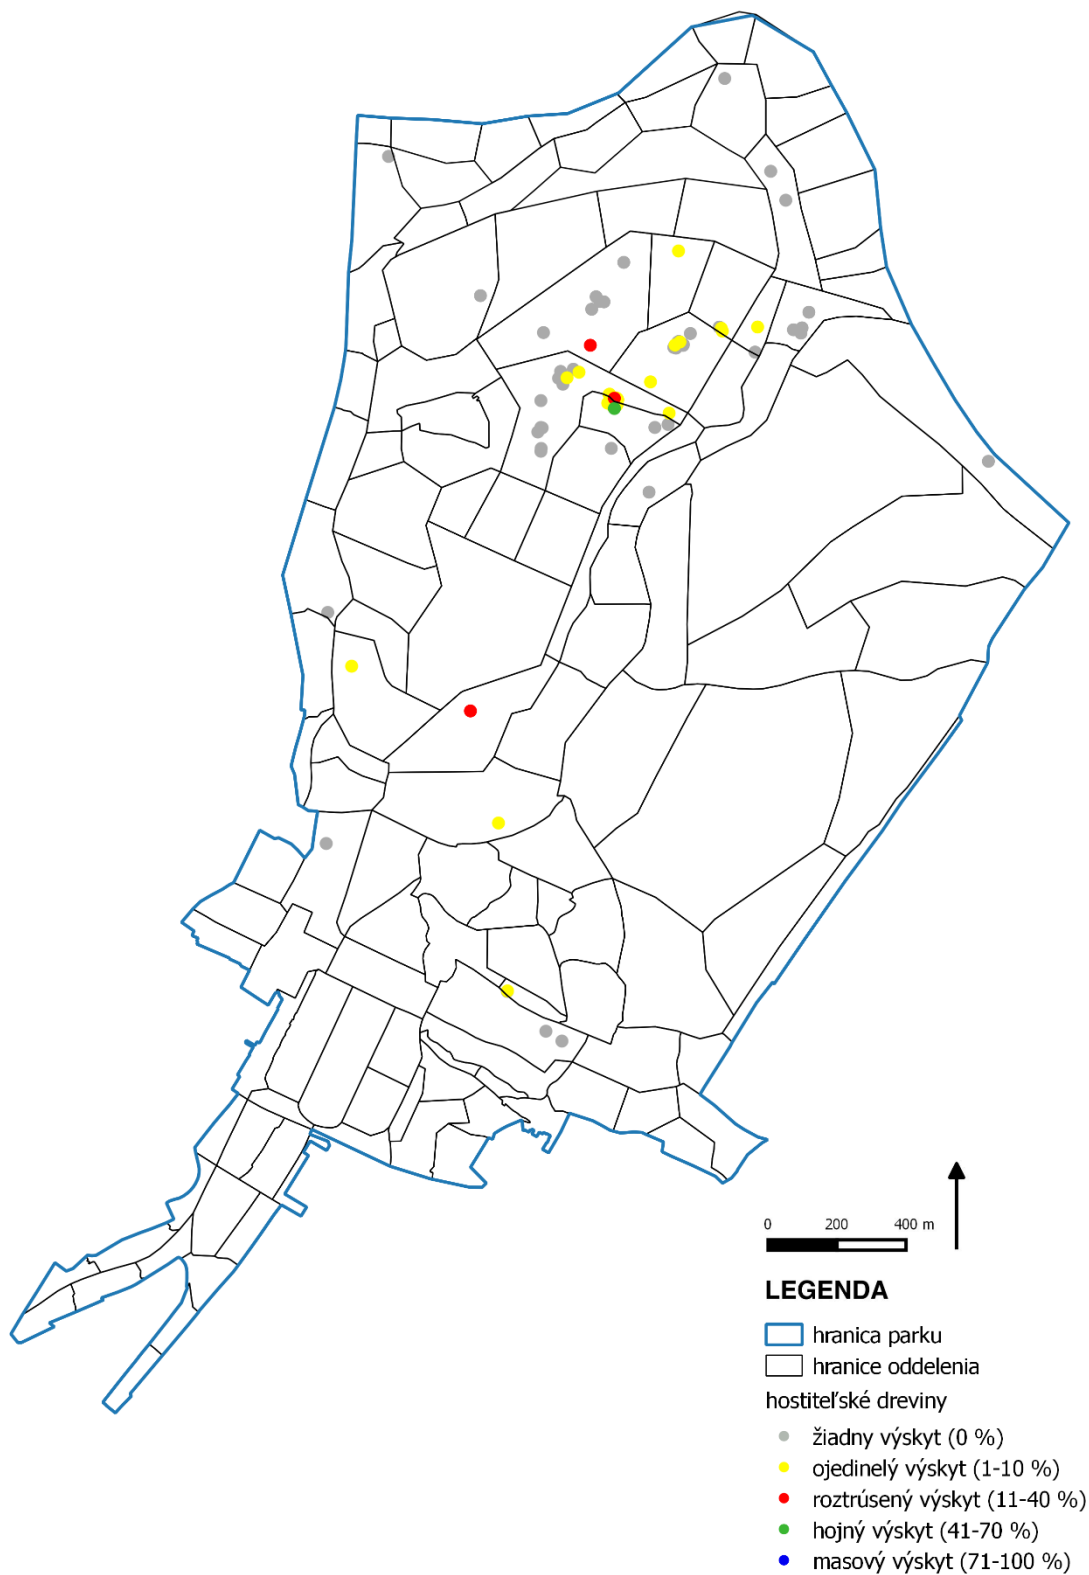 0 200 400 m
LEGENDA
hranica parku
hranice oddelenia
hostiteľské dreviny
žiadny výskyt (0 %)
ojedinelý výskyt (1-10 %)
roztrúsený výskyt (11-40 %)
hojný výskyt (41-70 %)
masový výskyt (71-100 %)